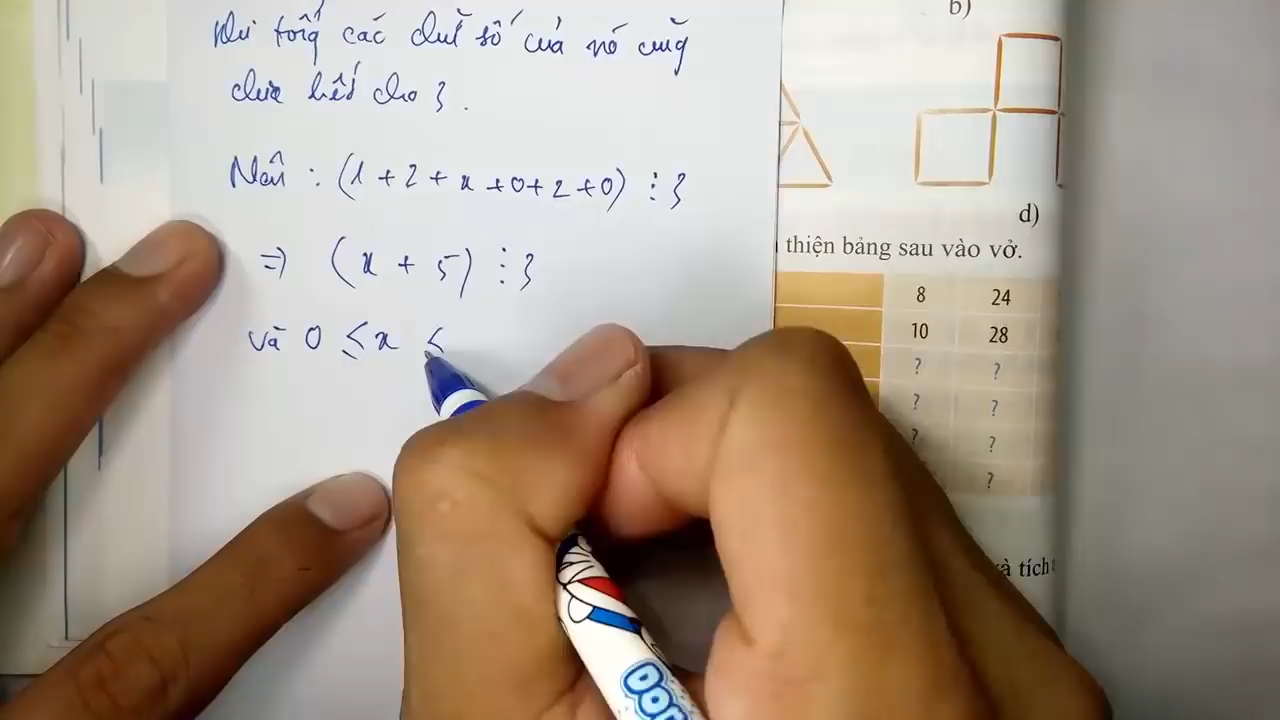 khi tổng các chữ số của nó cũng
chia hết cho 3.
Nên : (1 + 2 + x + 0 + 2 + 0) ⋮ 3
=> (x + 5) ⋮ 3
và 0 ≤ x ≤
b)
d)
thiện bảng sau vào vở.
8 24
10 28
? ?
? ?
? ?
?
và tích
Dor